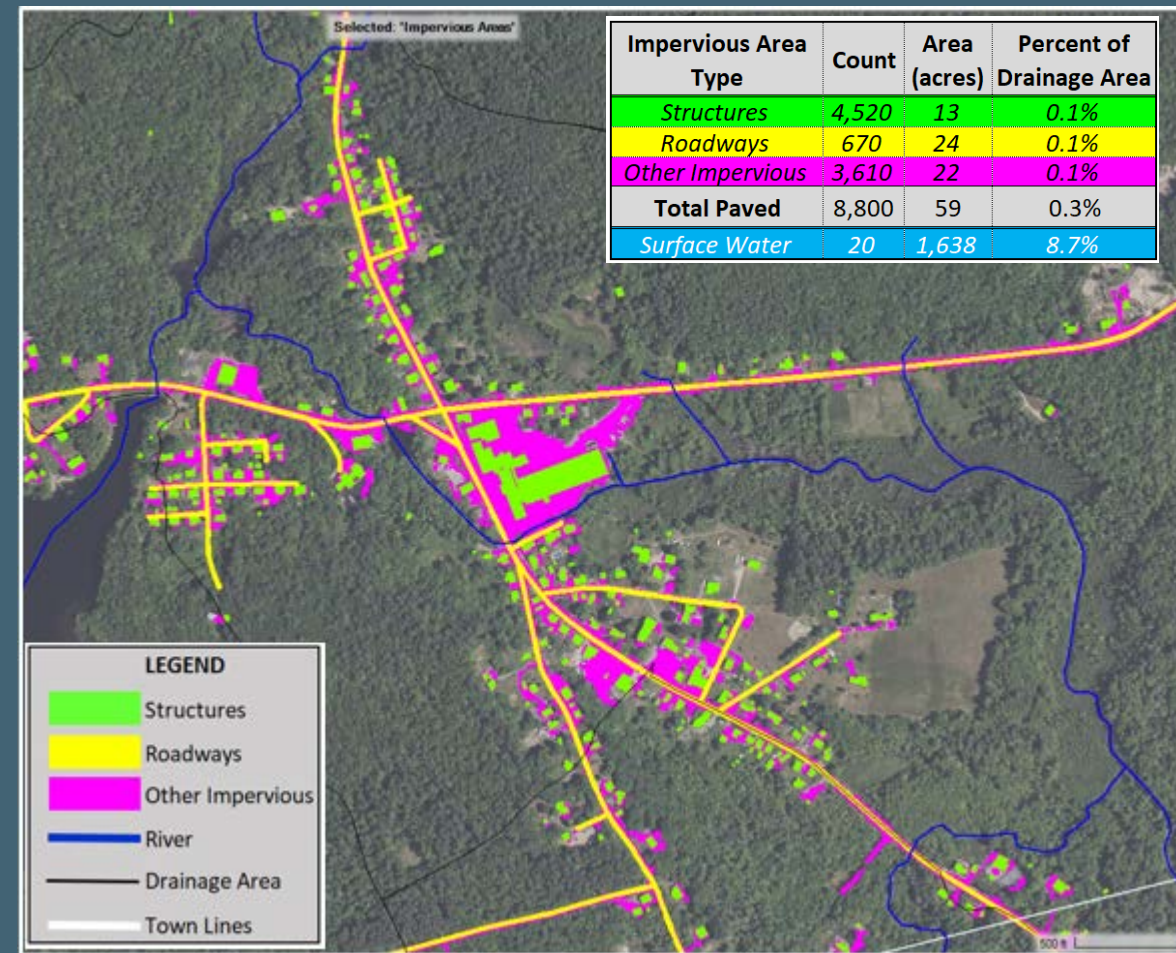 Selected: "Impervious Areas"
Impervious Area Type Count Area (acres) Percent of Drainage Area
Structures 4,520 13 0.1%
Roadways 670 24 0.1%
Other Impervious 3,610 22 0.1%
Total Paved 8,800 59 0.3%
Surface Water 20 1,638 8.7%
LEGEND
Structures
Roadways
Other Impervious
River
Drainage Area
Town Lines
500 ft